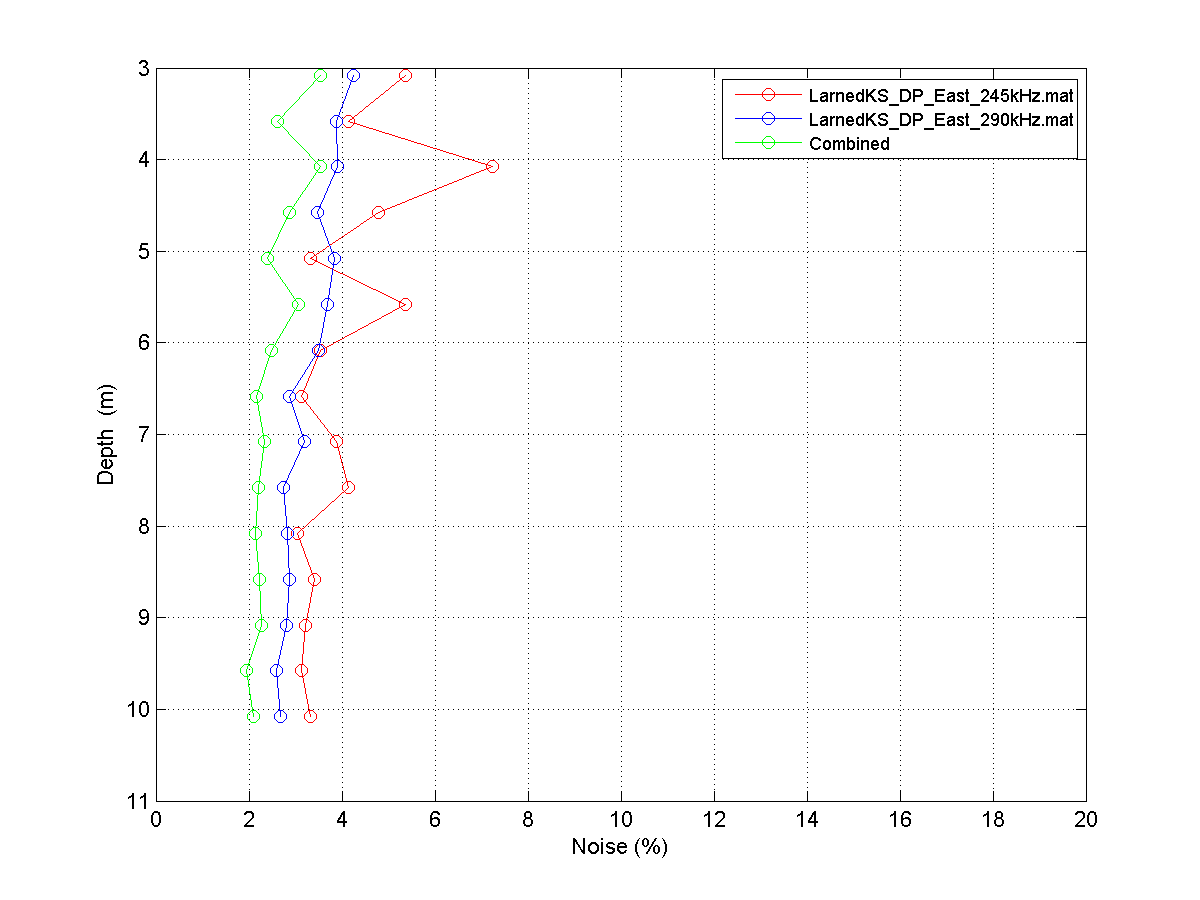 3
4
5
6
7
8
9
10
11
Depth (m)
LarnedKS_DP_East_245kHz.mat
LarnedKS_DP_East_290kHz.mat
Combined
0 2 4 6 8 10 12 14 16 18 20
Noise (%)